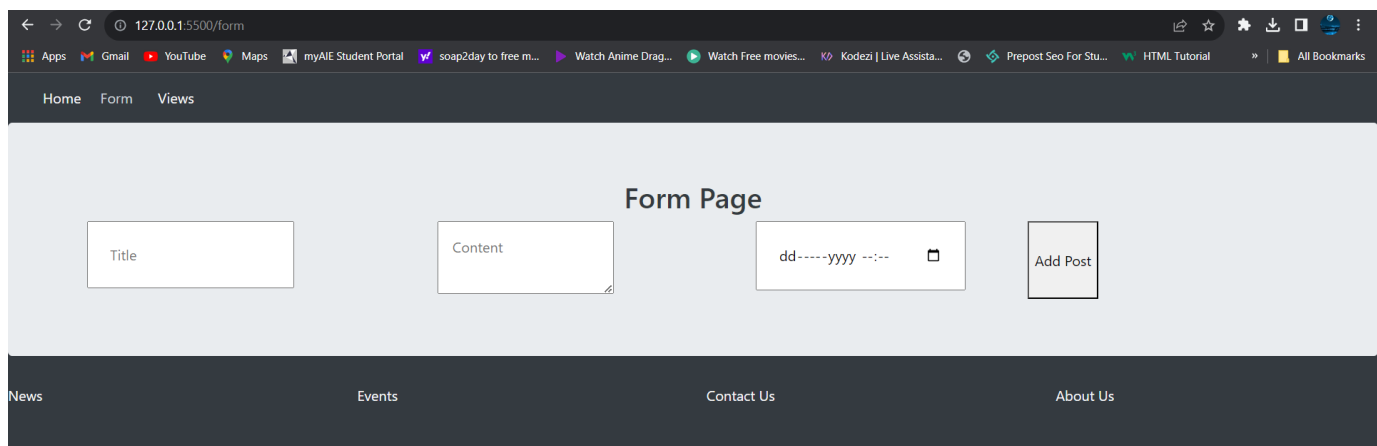 127.0.0.1:5500/form
Apps Gmail YouTube Maps myAIE Student Portal soap2day to free m... Watch Anime Drag... Watch Free movies... Kodezi | Live Assista... Prepost Seo For Stu... HTML Tutorial » All Bookmarks
Home Form Views
Form Page
Title Content dd-----yyyy --:-- Add Post
News Events Contact Us About Us